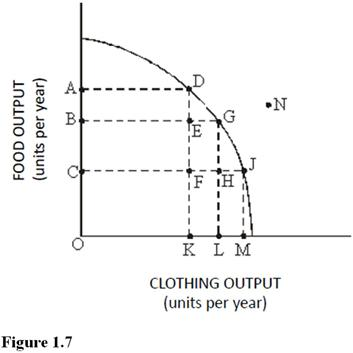 FOOD OUTPUT
(units per year)
A
D
N
B
E
G
C
F
H
J
O
K L M
CLOTHING OUTPUT
(units per year)
Figure 1.7